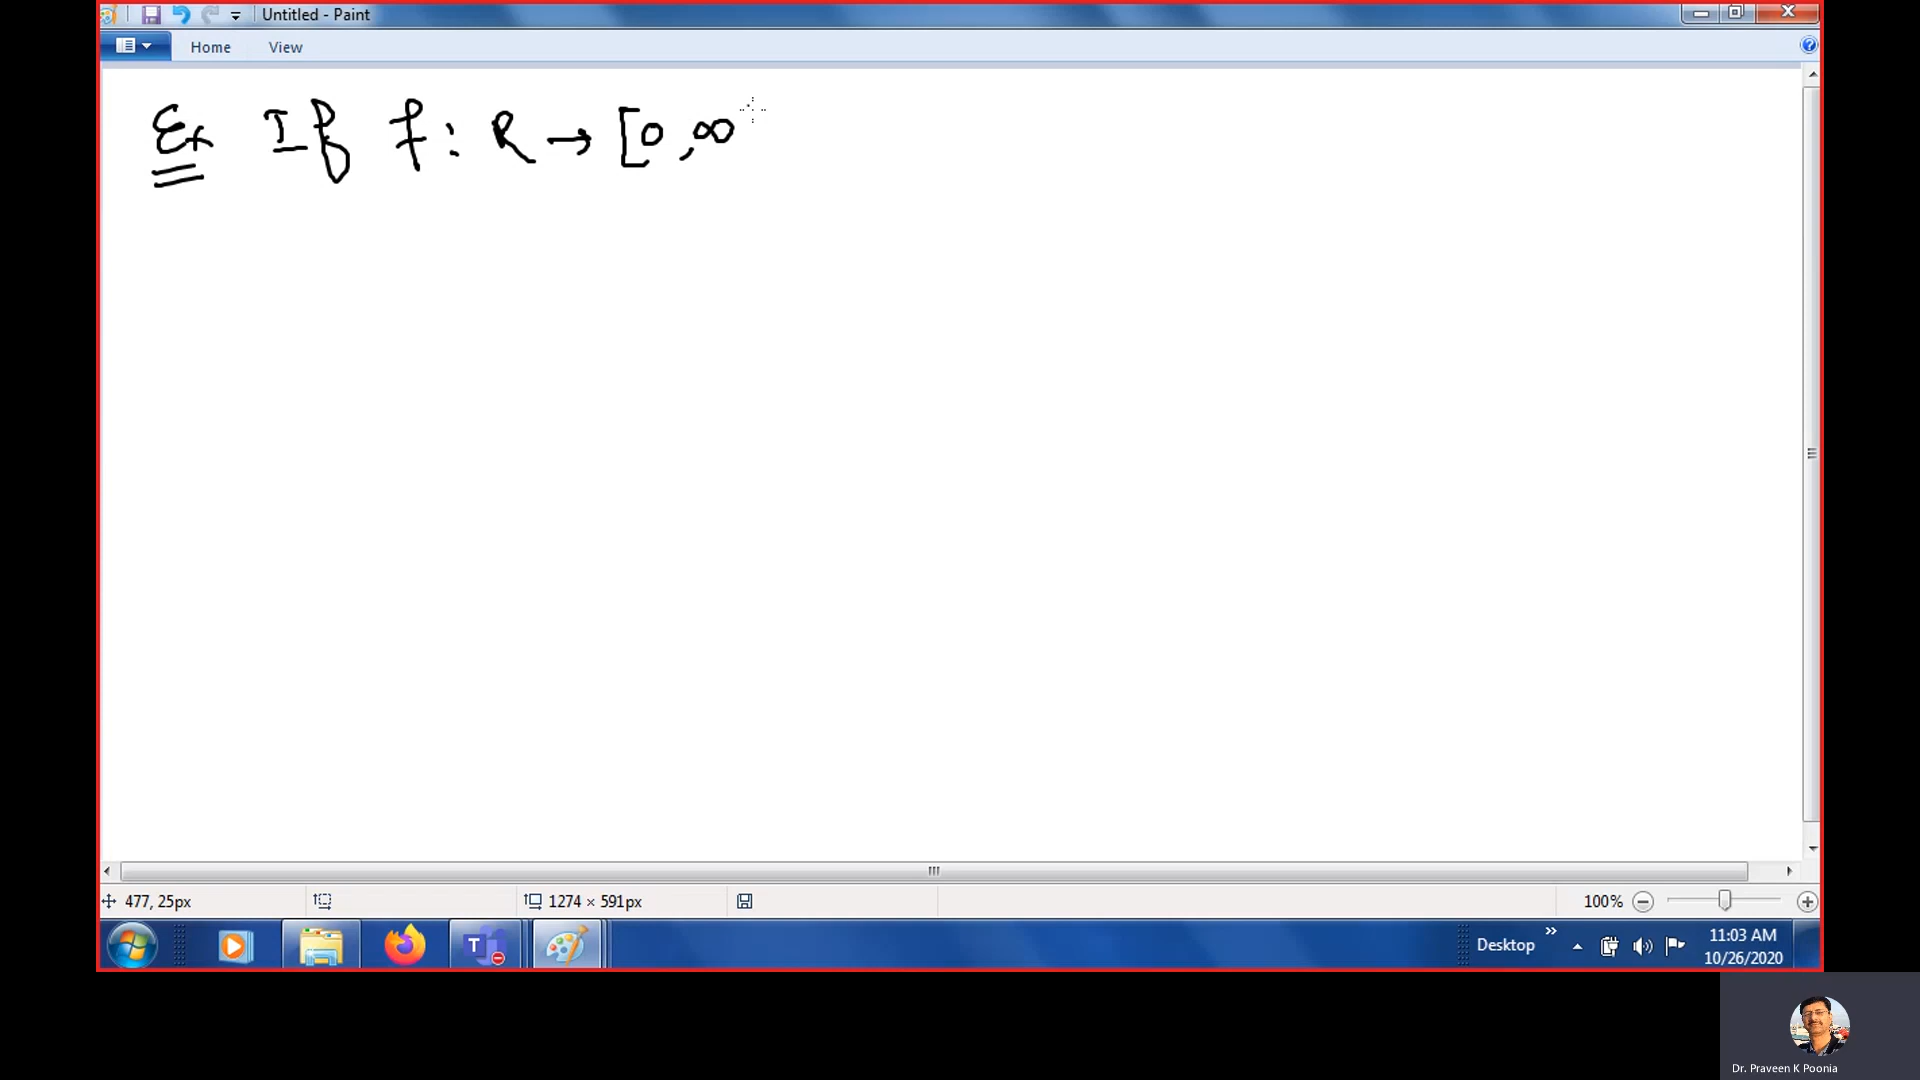 Untitled - Paint
Home View
Ex If f : R → [0, ∞
477, 25px 1274 × 591px 100%
Desktop » 11:03 AM
10/26/2020
Dr. Praveen K Poonia